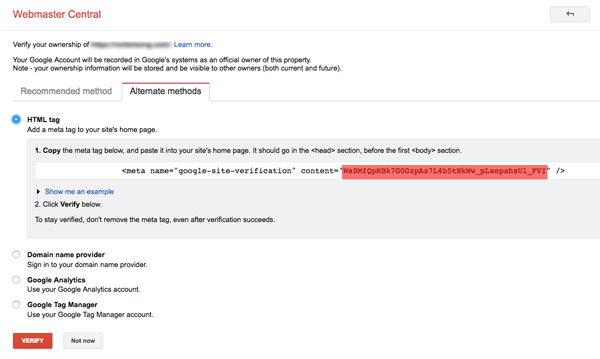 Webmaster Central
Verify your ownership of Learn more.
Your Google Account will be recorded in Google's systems as an official owner of this property.
Note - your ownership information will be stored and be visible to other owners (both current and future).
Recommended method Alternate methods
HTML tag
Add a meta tag to your site's home page.
1. Copy the meta tag below, and paste it into your site's home page. It should go in the <head> section, before the first <body> section.
<meta name="google-site-verification" content="WsSMfQpNBk7G0GzpAz7L4b5tNkWw_pLxepahsU1_FVI" />
Show me an example
2. Click Verify below.
To stay verified, don't remove the meta tag, even after verification succeeds.
Domain name provider
Sign in to your domain name provider.
Google Analytics
Use your Google Analytics account.
Google Tag Manager
Use your Google Tag Manager account.
VERIFY Not now